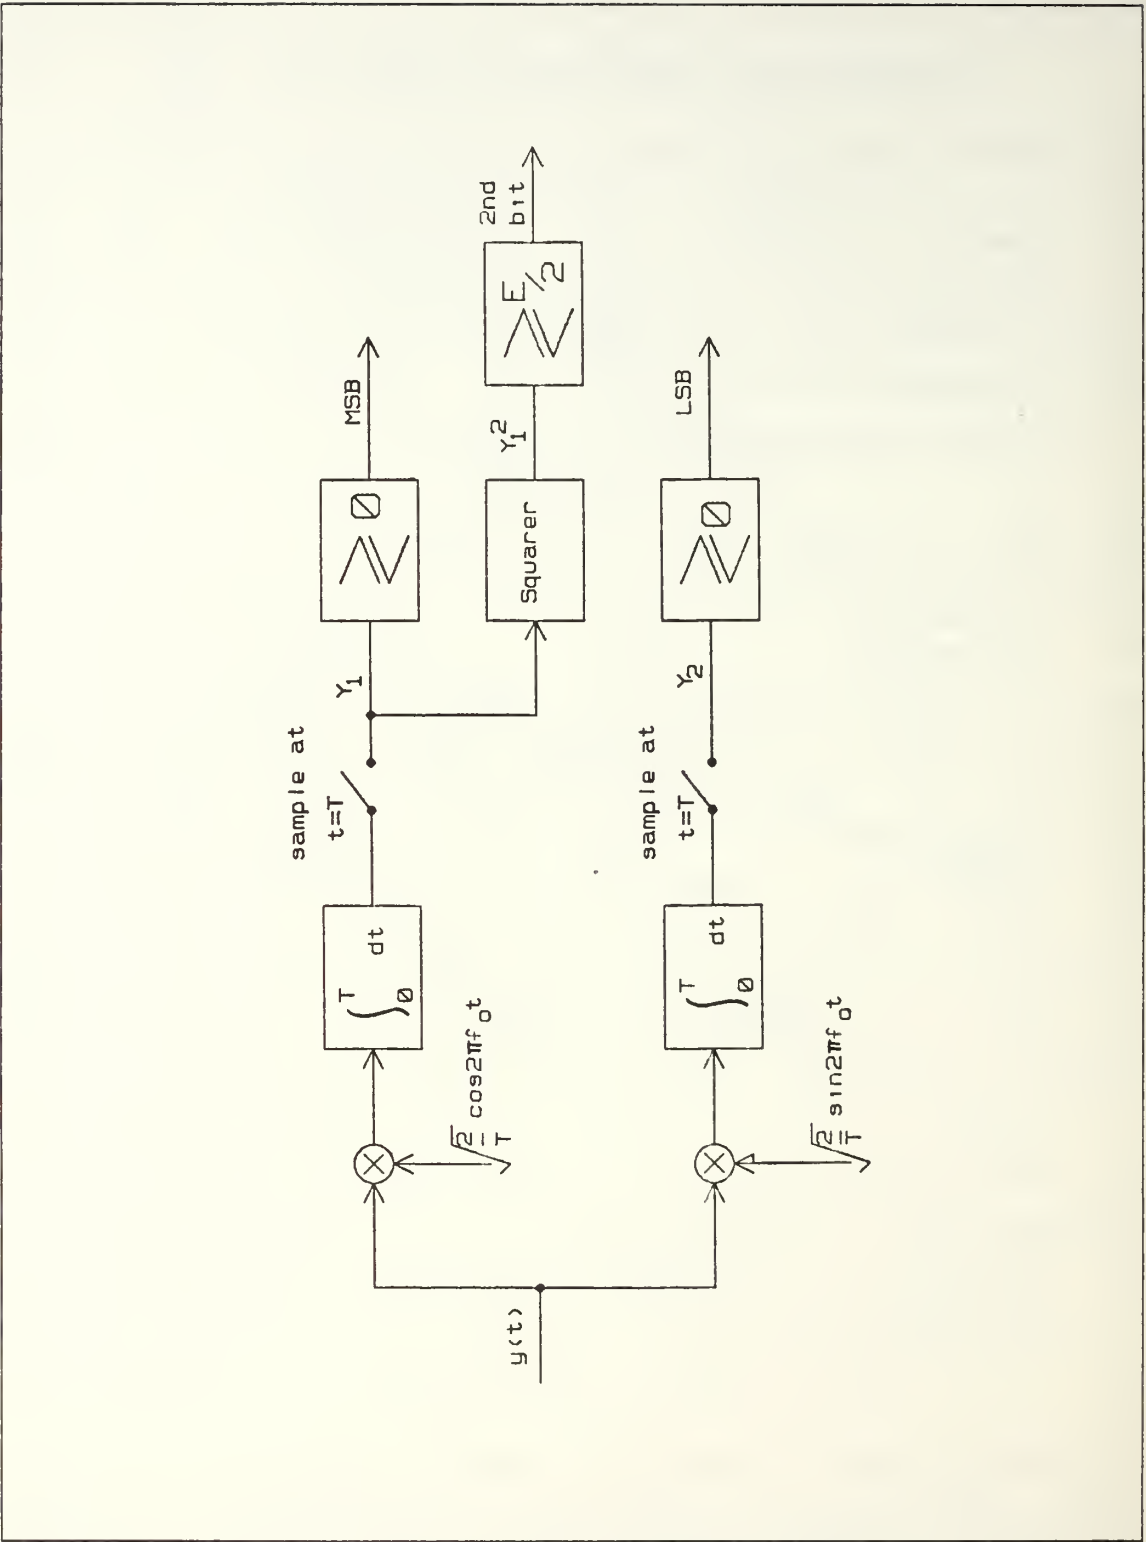 y(t)
√2/T cos2πf₀t
∫₀ᵀ dt
sample at
t=T
Y₁
≷0
MSB
Squarer
Y₁²
≷E/2
2nd
bit
√2/T sin2πf₀t
∫₀ᵀ dt
sample at
t=T
Y₂
≷0
LSB